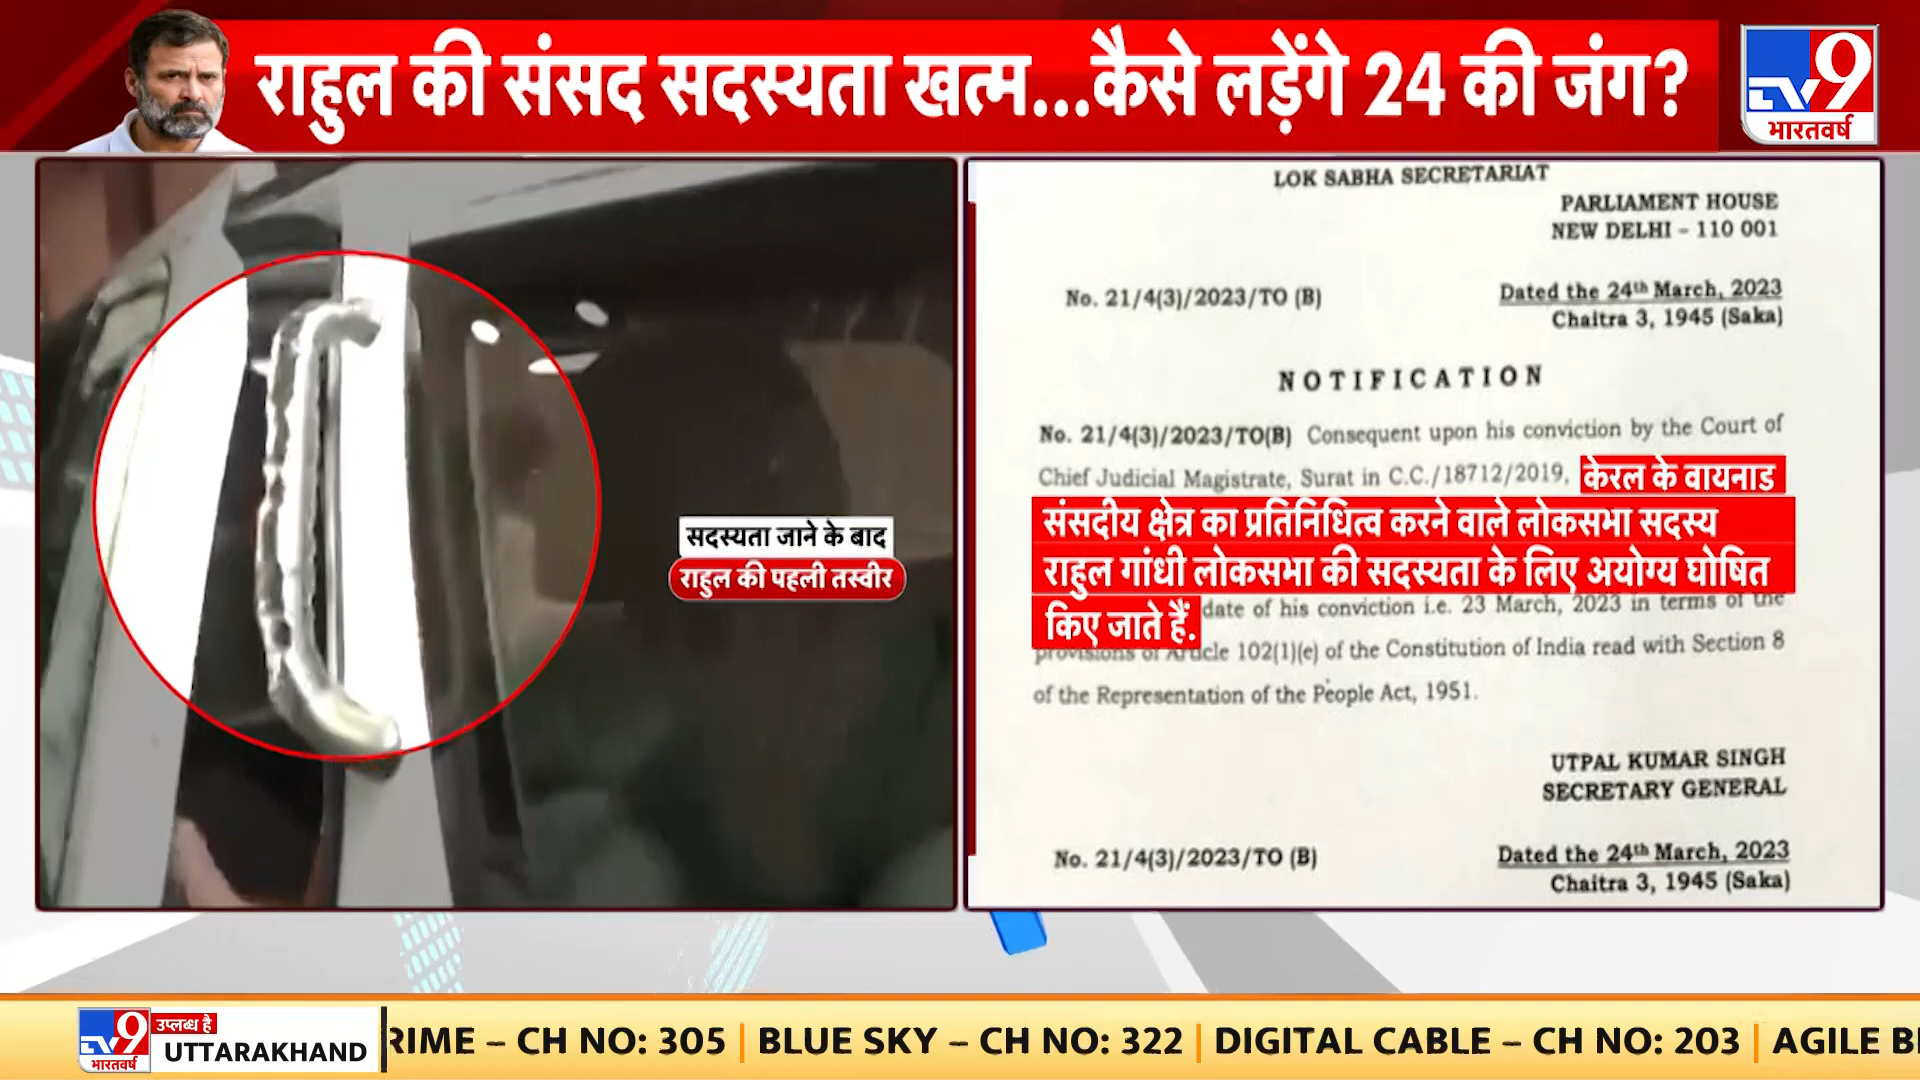 राहुल की संसद सदस्यता खत्म...कैसे लड़ेंगे 24 की जंग?
TV9
भारतवर्ष
सदस्यता जाने के बाद
राहुल की पहली तस्वीर
LOK SABHA SECRETARIAT
PARLIAMENT HOUSE
NEW DELHI - 110 001
No. 21/4(3)/2023/TO (B)
Dated the 24th March, 2023
Chaitra 3, 1945 (Saka)
NOTIFICATION
No. 21/4(3)/2023/TO(B) Consequent upon his conviction by the Court of
Chief Judicial Magistrate, Surat in C.C./18712/2019, केरल के वायनाड
संसदीय क्षेत्र का प्रतिनिधित्व करने वाले लोकसभा सदस्य
राहुल गांधी लोकसभा की सदस्यता के लिए अयोग्य घोषित
किए जाते हैं. date of his conviction i.e. 23 March, 2023 in terms of the
provisions of Article 102(1)(e) of the Constitution of India read with Section 8
of the Representation of the People Act, 1951.
UTPAL KUMAR SINGH
SECRETARY GENERAL
No. 21/4(3)/2023/TO (B)
Dated the 24th March, 2023
Chaitra 3, 1945 (Saka)
TV9
भारतवर्ष
उप्लब्ध है
UTTARAKHAND
RIME – CH NO: 305 | BLUE SKY – CH NO: 322 | DIGITAL CABLE – CH NO: 203 | AGILE